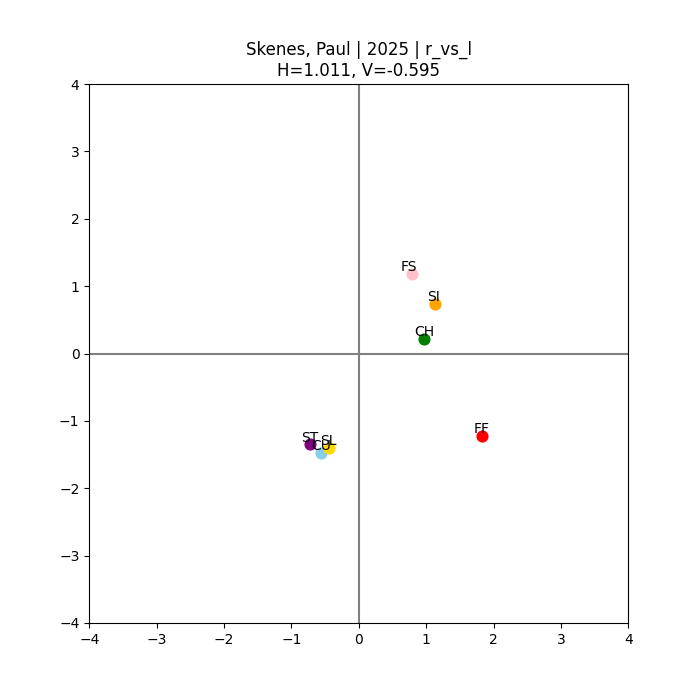 Skenes, Paul | 2025 | r_vs_l
H=1.011, V=-0.595
4
3
2
1
0
−1
−2
−3
−4
FS
SI
CH
FF
ST
SL
CU
−4
−3
−2
−1
0
1
2
3
4